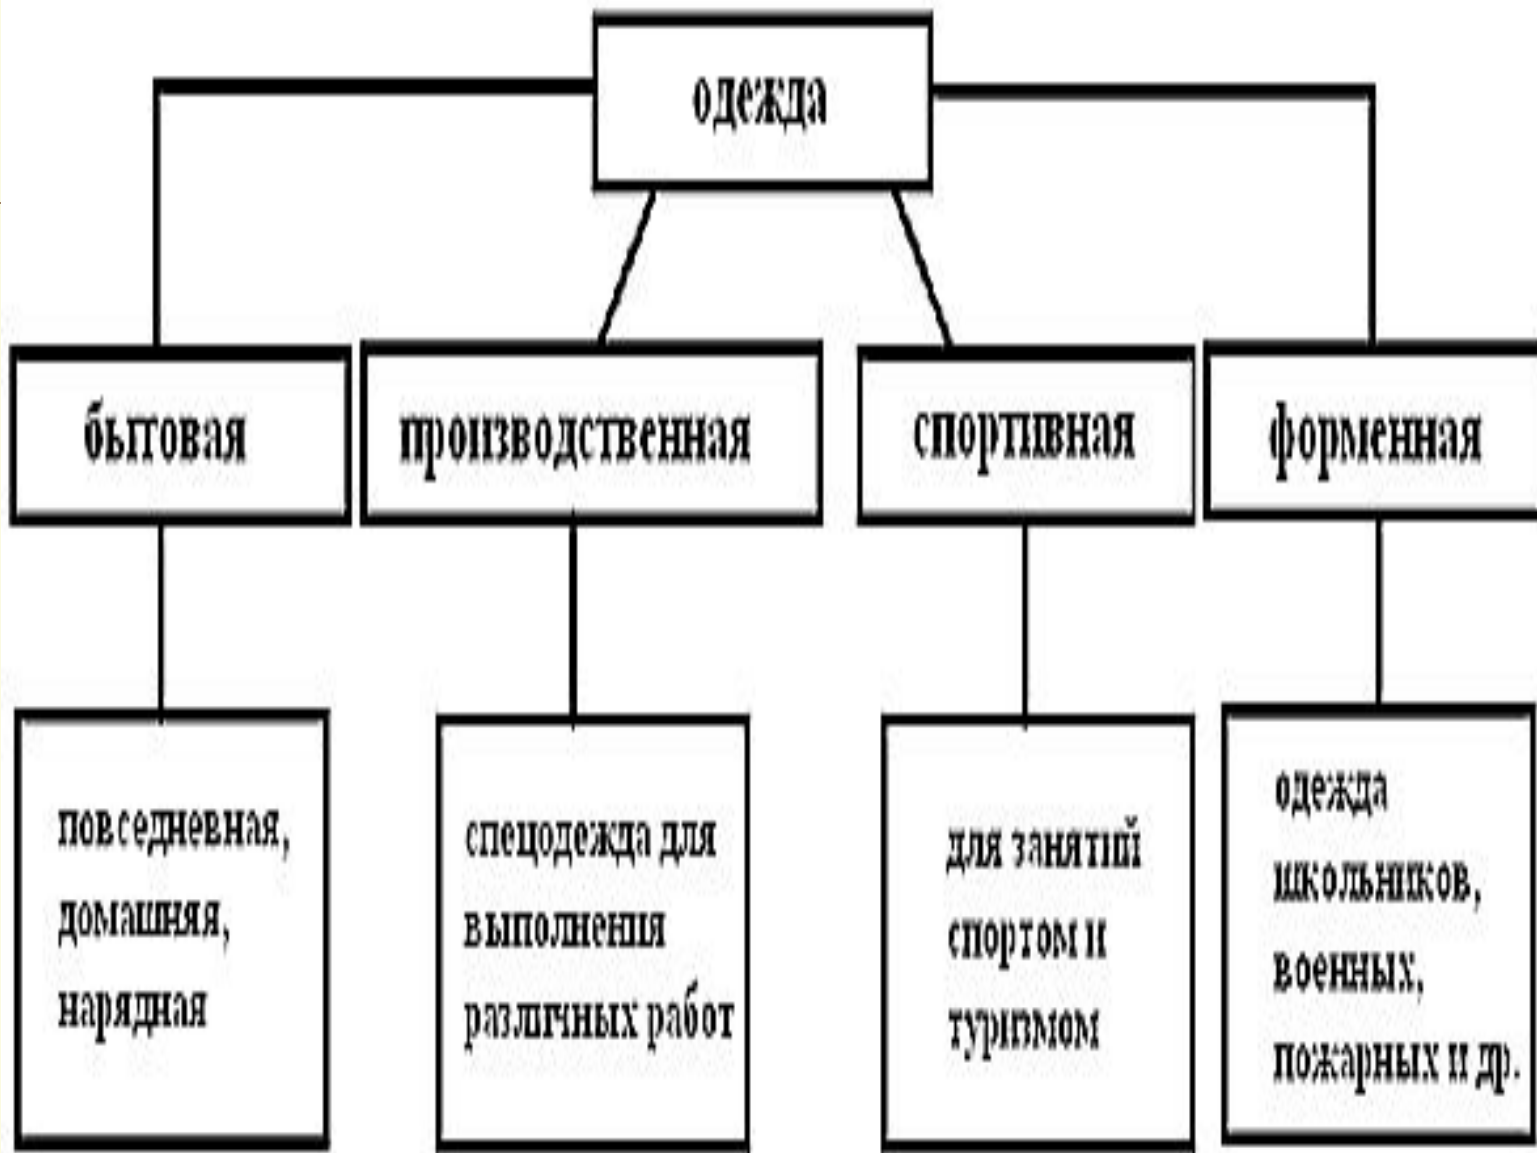 одежда
бытовая
производственная
спортивная
форменная
повседневная,
домашняя,
нарядная
спецодежда для
выполнения
различных работ
для занятий
спортом и
туризмом
одежда
школьников,
военных,
пожарных и др.